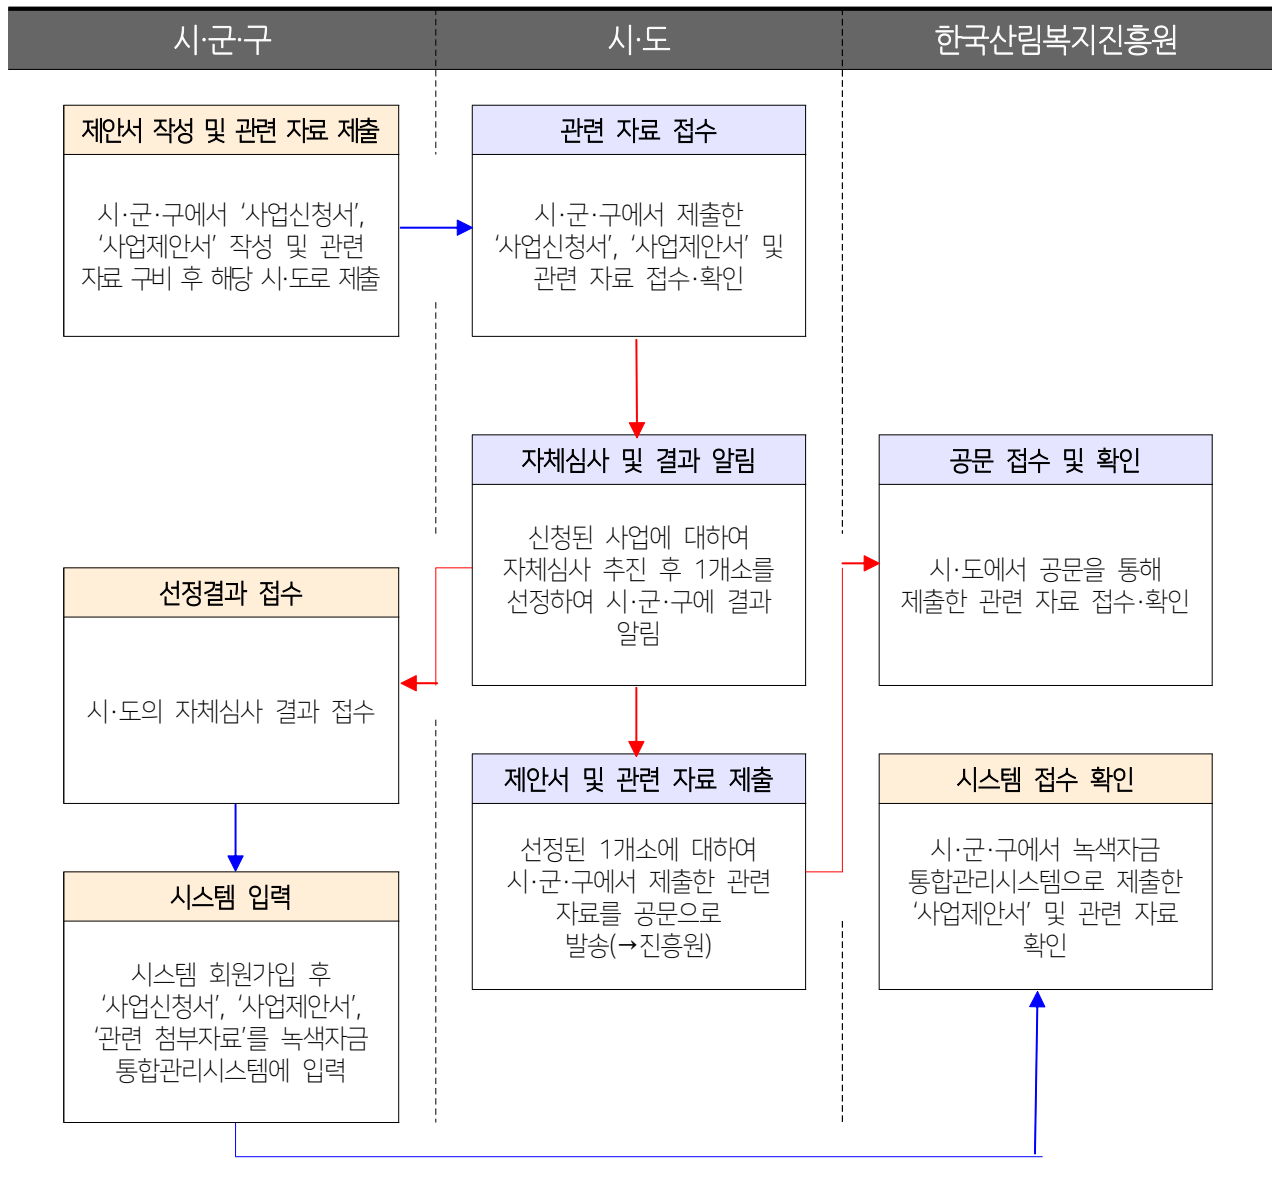 시·군·구
시·도
한국산림복지진흥원
제안서 작성 및 관련 자료 제출
시·군·구에서 ‘사업신청서’,
‘사업제안서’ 작성 및 관련
자료 구비 후 해당 시·도로 제출
관련 자료 접수
시·군·구에서 제출한
‘사업신청서’, ‘사업제안서’ 및
관련 자료 접수·확인
자체심사 및 결과 알림
신청된 사업에 대하여
자체심사 추진 후 1개소를
선정하여 시·군·구에 결과
알림
공문 접수 및 확인
시·도에서 공문을 통해
제출한 관련 자료 접수·확인
선정결과 접수
시·도의 자체심사 결과 접수
제안서 및 관련 자료 제출
선정된 1개소에 대하여
시·군·구에서 제출한 관련
자료를 공문으로
발송(→진흥원)
시스템 접수 확인
시·군·구에서 녹색자금
통합관리시스템으로 제출한
‘사업제안서’ 및 관련 자료
확인
시스템 입력
시스템 회원가입 후
‘사업신청서’, ‘사업제안서’,
‘관련 첨부자료’를 녹색자금
통합관리시스템에 입력